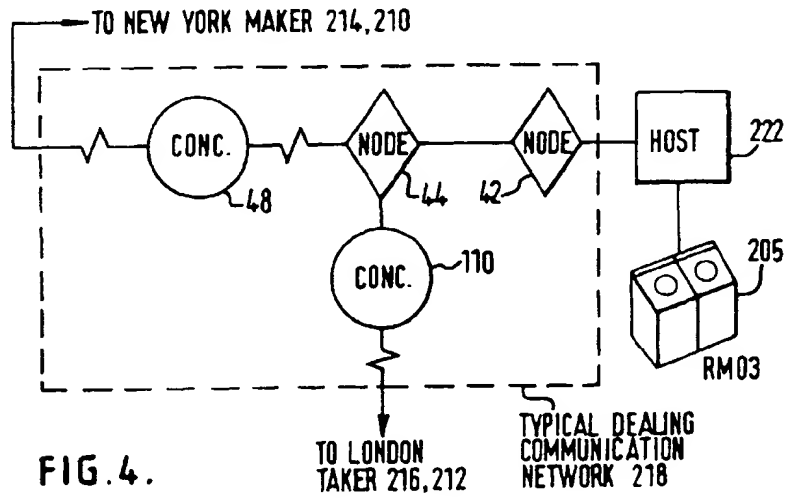 TO NEW YORK MAKER 214,210
CONC.
NODE
NODE
HOST
222
48
44
42
CONC.
110
205
RM03
TYPICAL DEALING
COMMUNICATION
NETWORK 218
TO LONDON
TAKER 216,212
FIG.4.